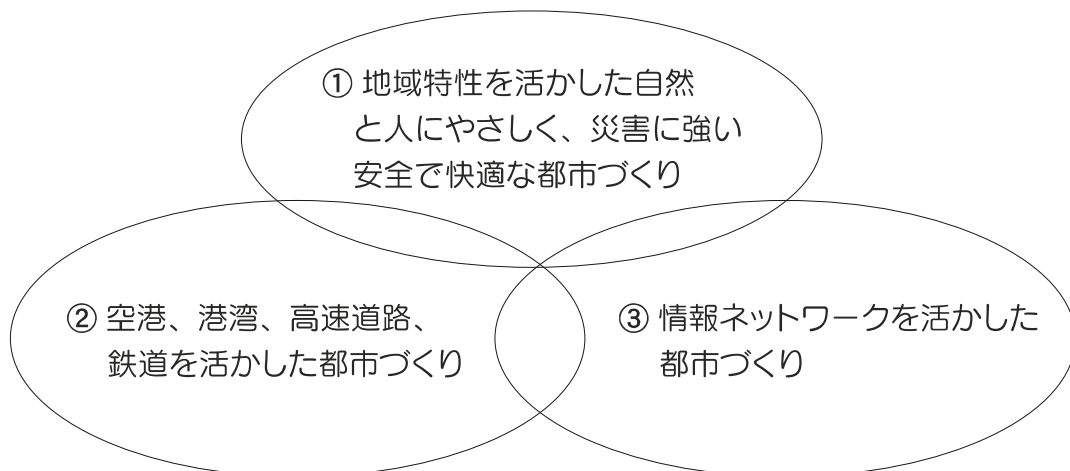 ① 地域特性を活かした自然
と人にやさしく、災害に強い
安全で快適な都市づくり
② 空港、港湾、高速道路、
鉄道を活かした都市づくり
③ 情報ネットワークを活かした
都市づくり